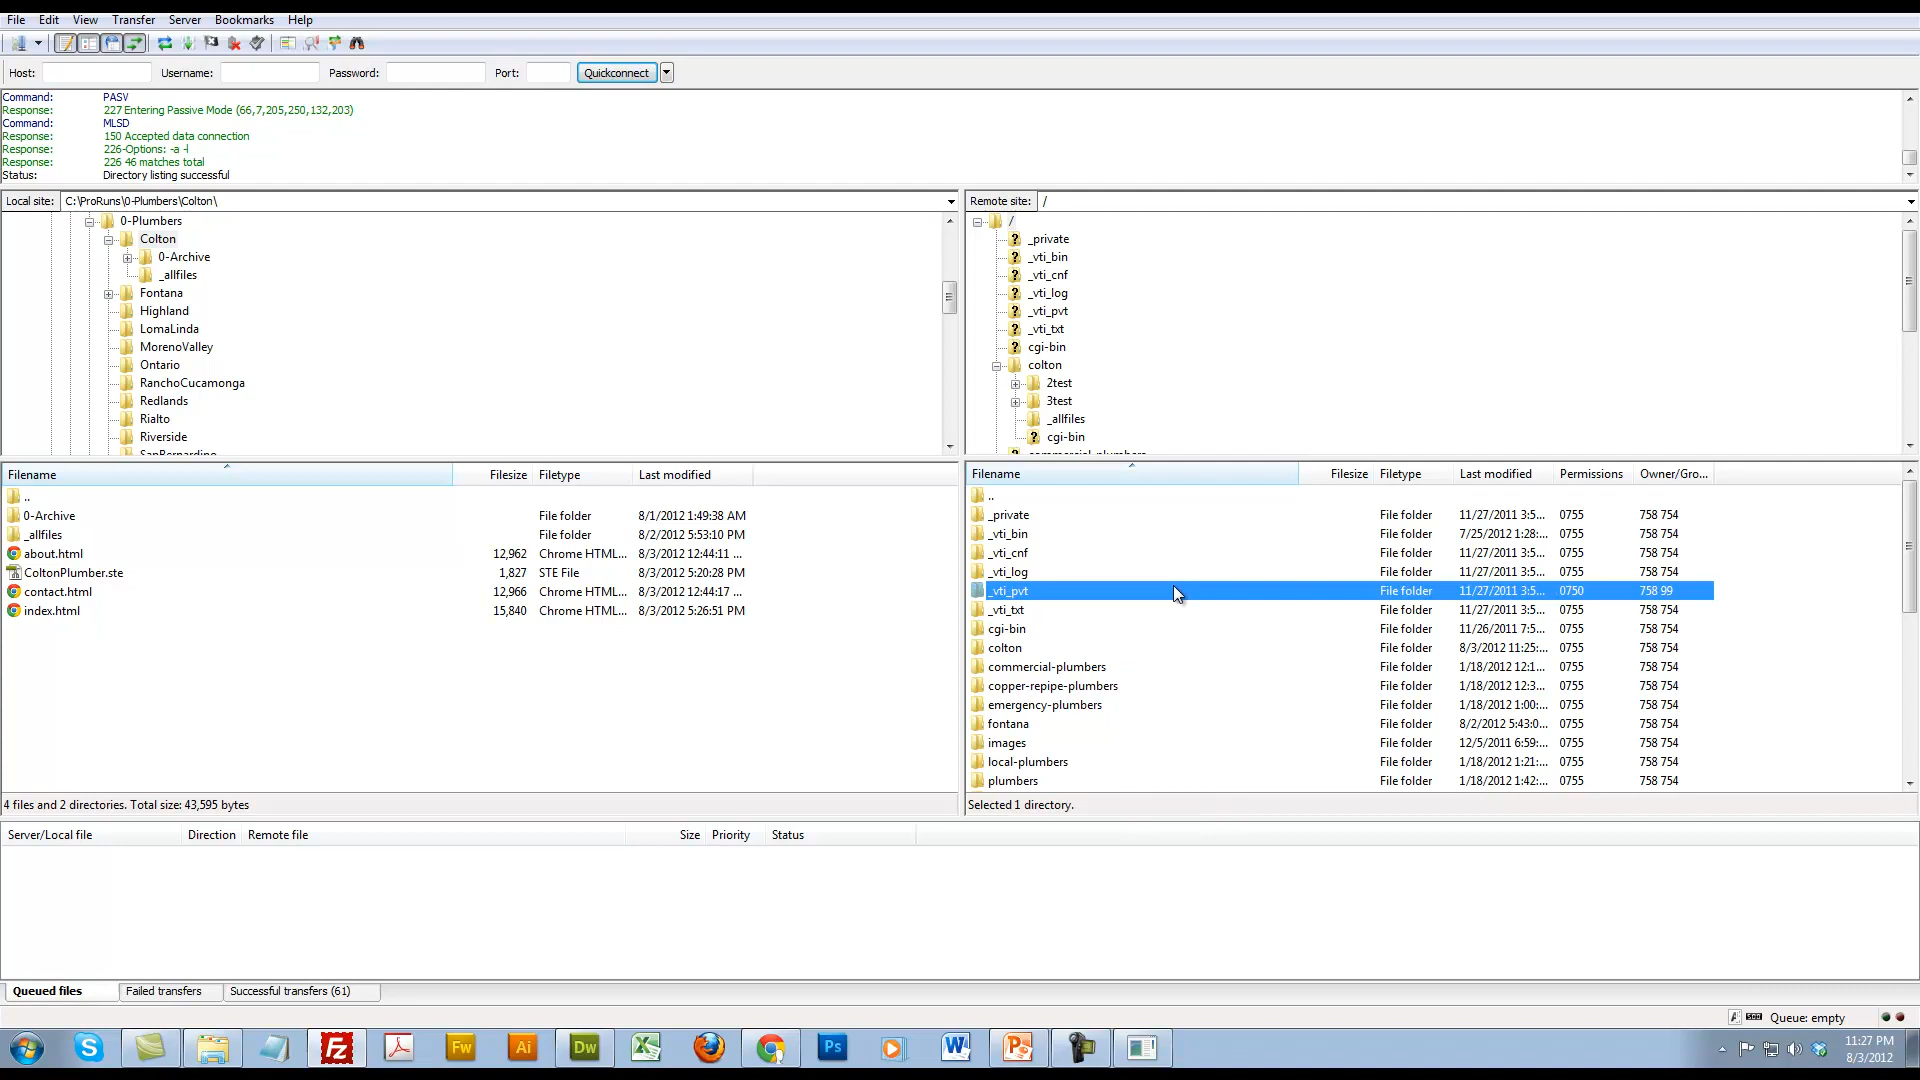 File Edit View Transfer Server Bookmarks Help
Host: Username: Password: Port: Quickconnect
Command: PASV
Response: 227 Entering Passive Mode (66,7,205,250,132,203)
Command: MLSD
Response: 150 Accepted data connection
Response: 226-Options: -a -l
Response: 226 46 matches total
Status: Directory listing successful
Local site: C:\ProRuns\0-Plumbers\Colton\
0-Plumbers
Colton
0-Archive
_allfiles
Fontana
Highland
LomaLinda
MorenoValley
Ontario
RanchoCucamonga
Redlands
Rialto
Riverside
SanBernardino
Remote site: /
/
_private
_vti_bin
_vti_cnf
_vti_log
_vti_pvt
_vti_txt
cgi-bin
colton
2test
3test
_allfiles
cgi-bin
commercial-plumbers
Filename Filesize Filetype Last modified
..
0-Archive File folder 8/1/2012 1:49:38 AM
_allfiles File folder 8/2/2012 5:53:10 PM
about.html 12,962 Chrome HTML... 8/3/2012 12:44:11 ...
ColtonPlumber.ste 1,827 STE File 8/3/2012 5:20:28 PM
contact.html 12,966 Chrome HTML... 8/3/2012 12:44:17 ...
index.html 15,840 Chrome HTML... 8/3/2012 5:26:51 PM
4 files and 2 directories. Total size: 43,595 bytes
Filename Filesize Filetype Last modified Permissions Owner/Gro...
..
_private File folder 11/27/2011 3:5... 0755 758 754
_vti_bin File folder 7/25/2012 1:28:... 0755 758 754
_vti_cnf File folder 11/27/2011 3:5... 0755 758 754
_vti_log File folder 11/27/2011 3:5... 0755 758 754
_vti_pvt File folder 11/27/2011 3:5... 0750 758 99
_vti_txt File folder 11/27/2011 3:5... 0755 758 754
cgi-bin File folder 11/26/2011 7:5... 0755 758 754
colton File folder 8/3/2012 11:25:... 0755 758 754
commercial-plumbers File folder 1/18/2012 12:1... 0755 758 754
copper-repipe-plumbers File folder 1/18/2012 12:3... 0755 758 754
emergency-plumbers File folder 1/18/2012 1:00:... 0755 758 754
fontana File folder 8/2/2012 5:43:0... 0755 758 754
images File folder 12/5/2011 6:59:... 0755 758 754
local-plumbers File folder 1/18/2012 1:21:... 0755 758 754
plumbers File folder 1/18/2012 1:42:... 0755 758 754
Selected 1 directory.
Server/Local file Direction Remote file Size Priority Status
Queued files Failed transfers Successful transfers (61)
Queue: empty
Fz Fw Ai Dw Ps W P
11:27 PM
8/3/2012